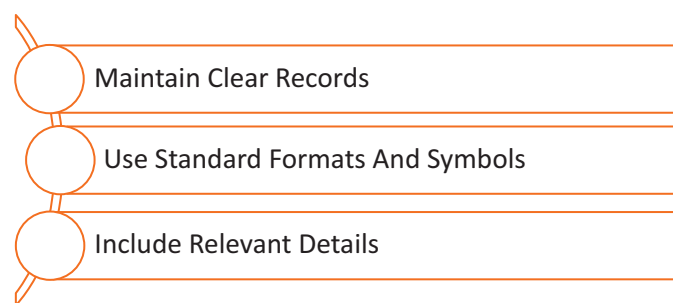 Maintain Clear Records
Use Standard Formats And Symbols
Include Relevant Details